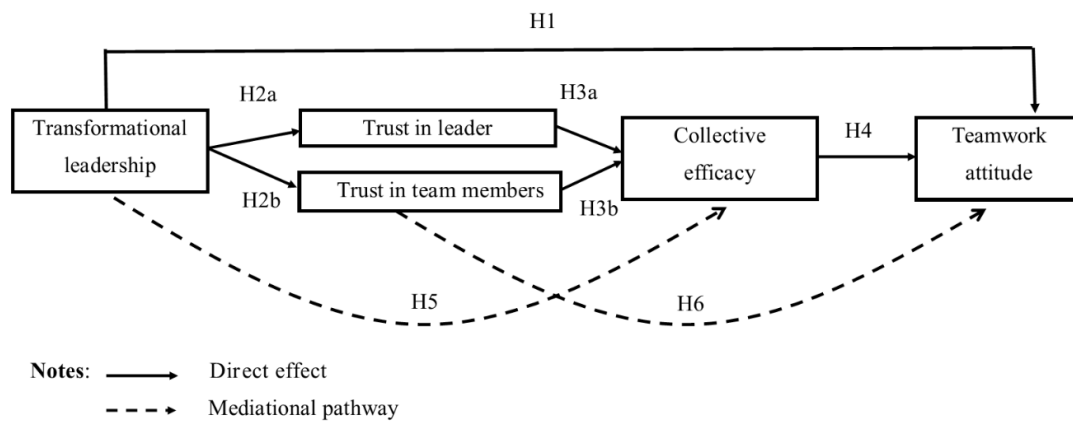 H1
H2a
H3a
Transformational
leadership
Trust in leader
Collective
efficacy
H4
Teamwork
attitude
Trust in team members
H2b
H3b
H5
H6
Notes: Direct effect
Mediational pathway